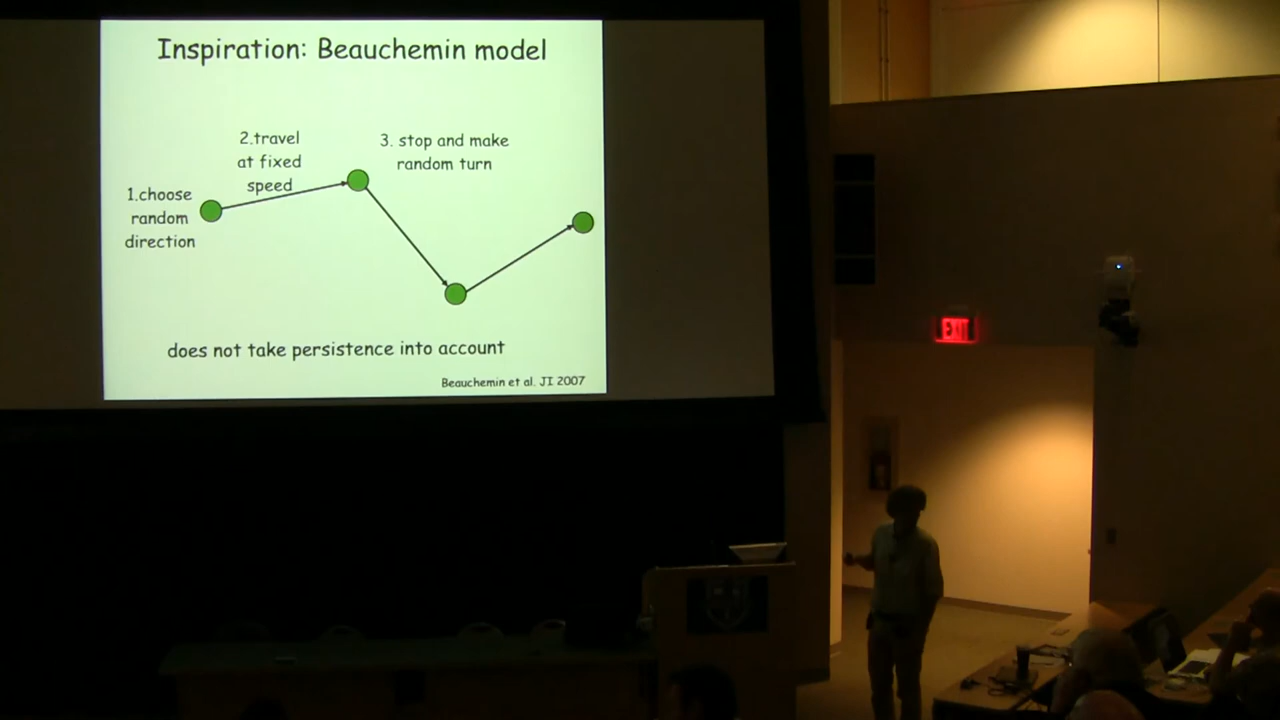 Inspiration: Beauchemin model
1.choose
random
direction
2.travel
at fixed
speed
3. stop and make
random turn
does not take persistence into account
Beauchemin et al. JI 2007
EXIT